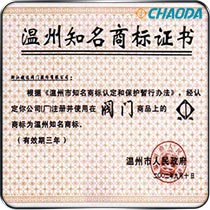 CHAODA
温州知名商标证书
根据《温州市知名商标认定和保护暂行办法》，经认
定你公司厂注册并使用在 阀门 商品上的
商标为温州知名商标。
（有效期三年）
温州市人民政府